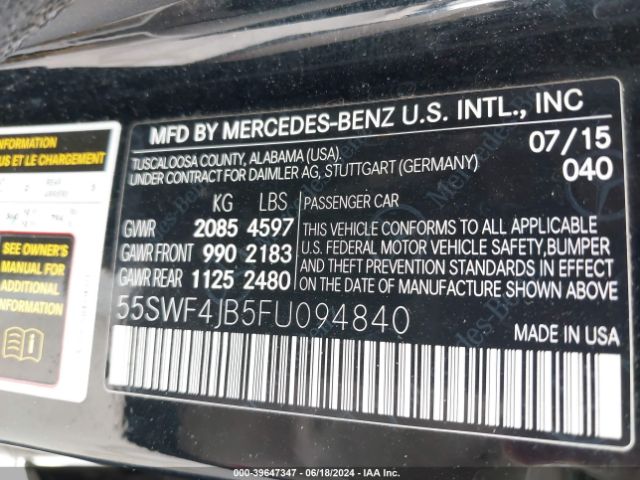 MFD BY MERCEDES-BENZ U.S. INTL., INC
TUSCALOOSA COUNTY, ALABAMA (USA).
UNDER CONTRACT FOR DAIMLER AG, STUTTGART (GERMANY)
07/15
040
KG LBS
GVWR 2085 4597
GAWR FRONT 990 2183
GAWR REAR 1125 2480
PASSENGER CAR
THIS VEHICLE CONFORMS TO ALL APPLICABLE
U.S. FEDERAL MOTOR VEHICLE SAFETY,BUMPER
AND THEFT PREVENTION STANDARDS IN EFFECT
ON THE DATE OF MANUFACTURE SHOWN ABOVE.
55SWF4JB5FU094840
MADE IN USA
INFORMATION
US ET LE CHARGEMENT
SEE OWNER'S
MANUAL FOR
ADDITIONAL
INFORMATION
000-39647347 | 06/18/2024 - IAA Inc.